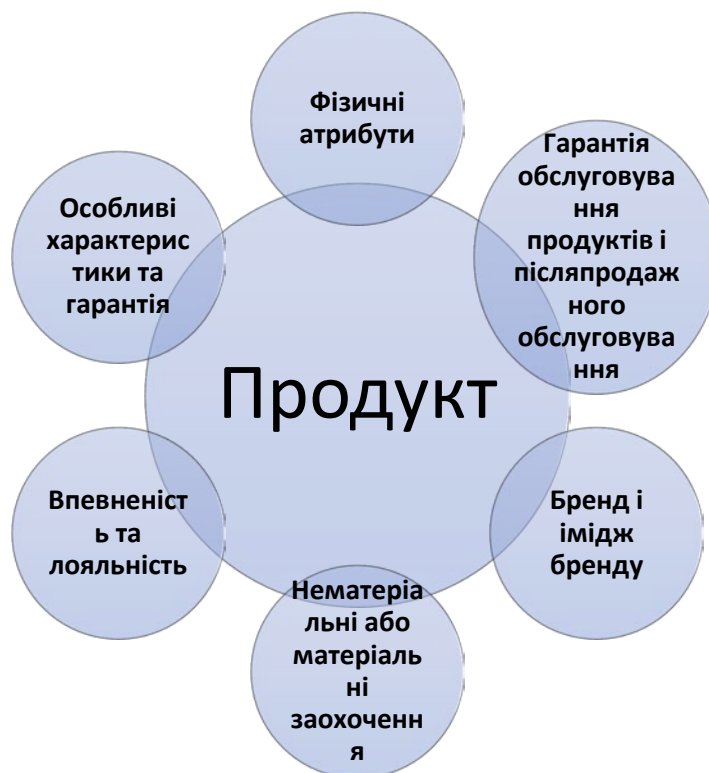 Фізичні
атрибути
Гарантія
обслуговува
ння
продуктів і
післяпродаж
ного
обслуговува
ння
Особливі
характерис
тики та
гарантія
Продукт
Впевненіст
ь та
лояльність
Бренд і
імідж
бренду
Нематеріа
льні або
матеріаль
ні
заохоченн
я